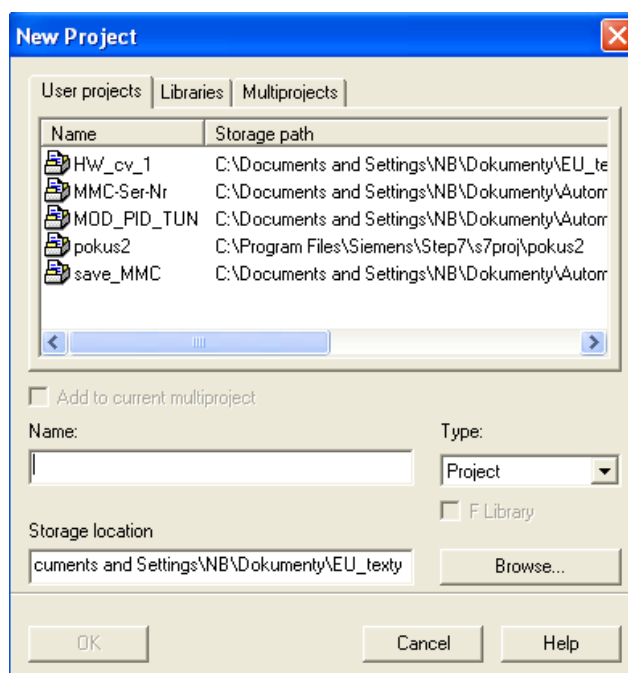 New Project
User projects Libraries Multiprojects
Name Storage path
HW_cv_1 C:\Documents and Settings\NB\Dokumenty\EU_te
MMC-Ser-Nr C:\Documents and Settings\NB\Dokumenty\Autom
MOD_PID_TUN C:\Documents and Settings\NB\Dokumenty\Autom
pokus2 C:\Program Files\Siemens\Step7\s7proj\pokus2
save_MMC C:\Documents and Settings\NB\Dokumenty\Autom
Add to current multiproject
Name: Type:
Project
F Library
Storage location
cuments and Settings\NB\Dokumenty\EU_texty Browse...
OK Cancel Help